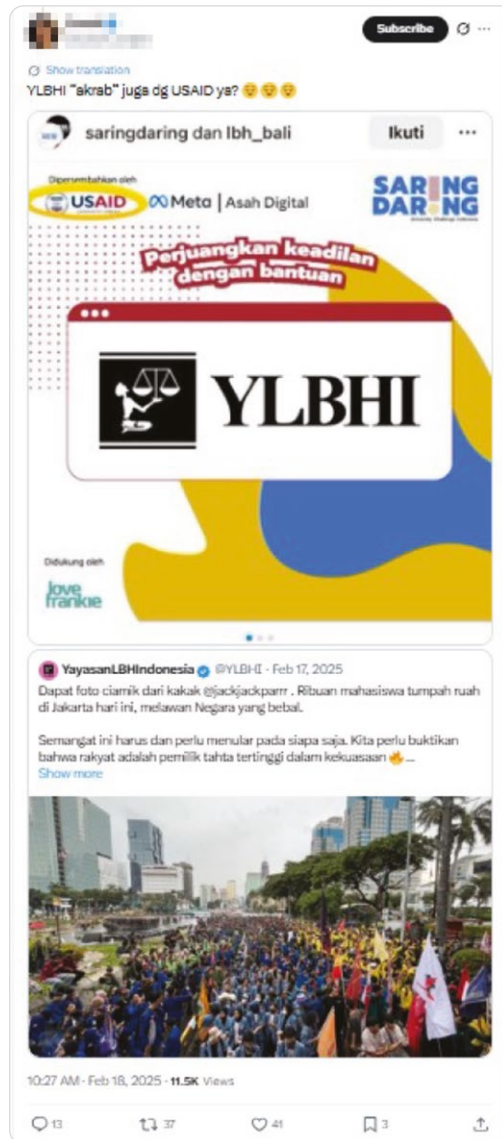 Subscribe
Show translation
YLBHI "akrab" juga dg USAID ya? 😌😌😌
saringdaring dan lbh_bali
Ikuti
Dipersembahkan oleh
USAID
Meta | Asah Digital
SARING
DARING
Perjuangkan keadilan
dengan bantuan
YLBHI
Didukung oleh
love
frankie
YayasanLBHIndonesia @YLBHI · Feb 17, 2025
Dapat foto ciamik dari kakak @jackjackparrr . Ribuan mahasiswa tumpah ruah
di Jakarta hari ini, melawan Negara yang bebal.
Semangat ini harus dan perlu menular pada siapa saja. Kita perlu buktikan
bahwa rakyat adalah pemilik tahta tertinggi dalam kekuasaan 🔥 ...
Show more
10:27 AM · Feb 18, 2025 · 11.5K Views
13
37
41
3